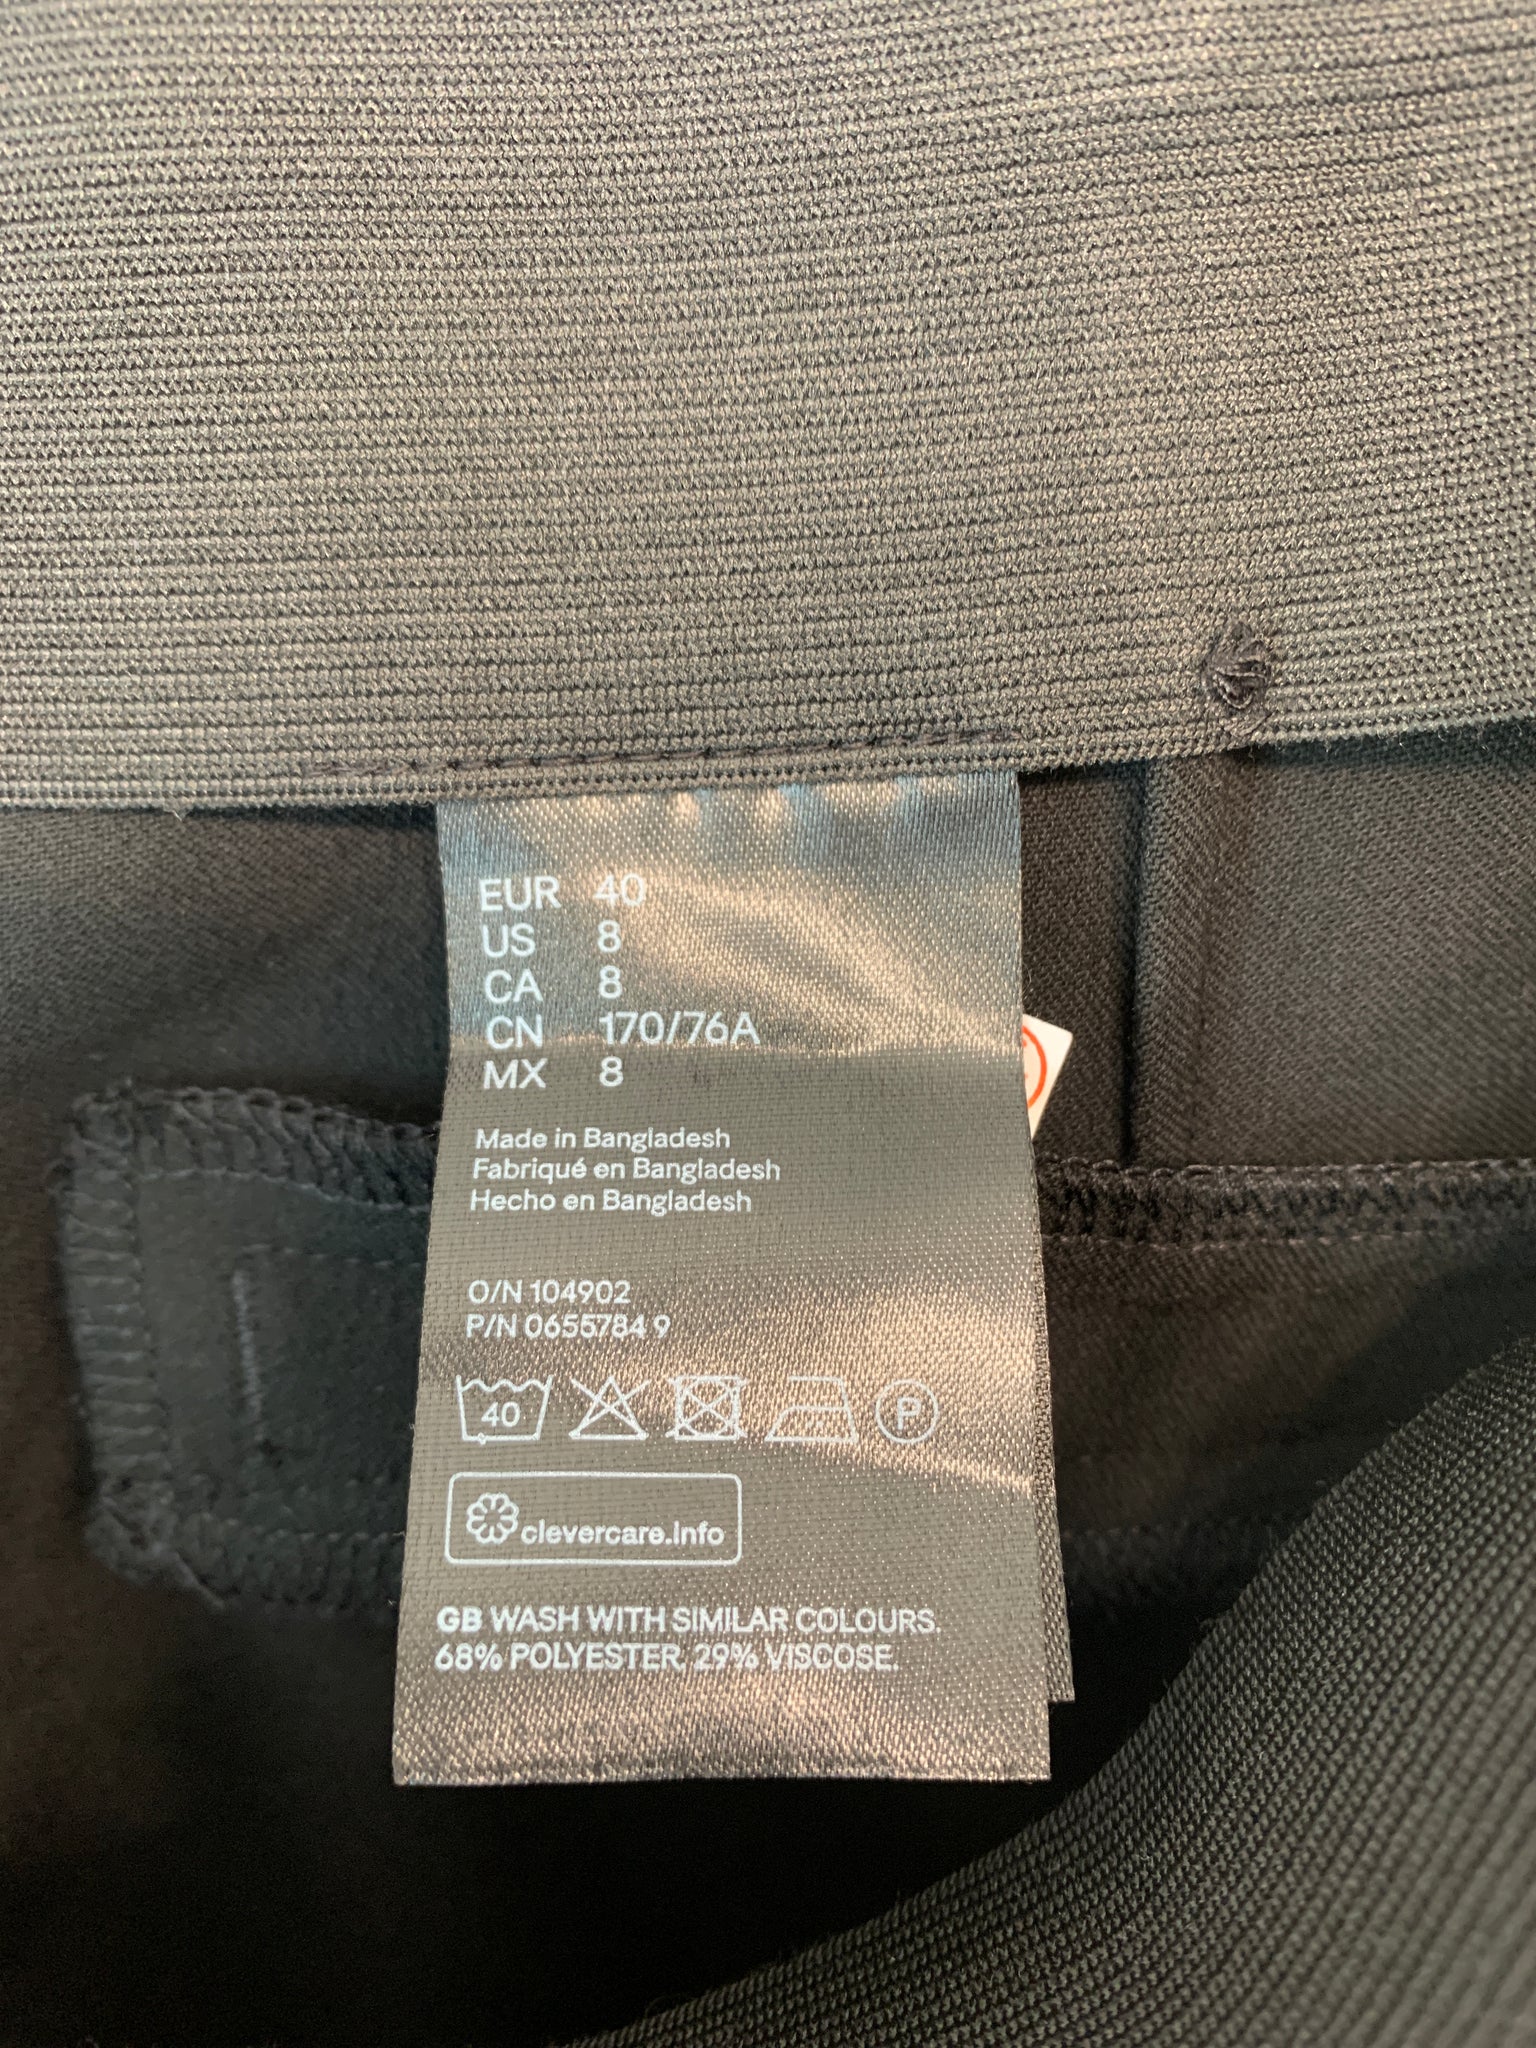 EUR 40
US 8
CA 8
CN 170/76A
MX 8
Made in Bangladesh
Fabriqué en Bangladesh
Hecho en Bangladesh
O/N 104902
P/N 0655784 9
40
P
clevercare.info
GB WASH WITH SIMILAR COLOURS.
68% POLYESTER, 29% VISCOSE.